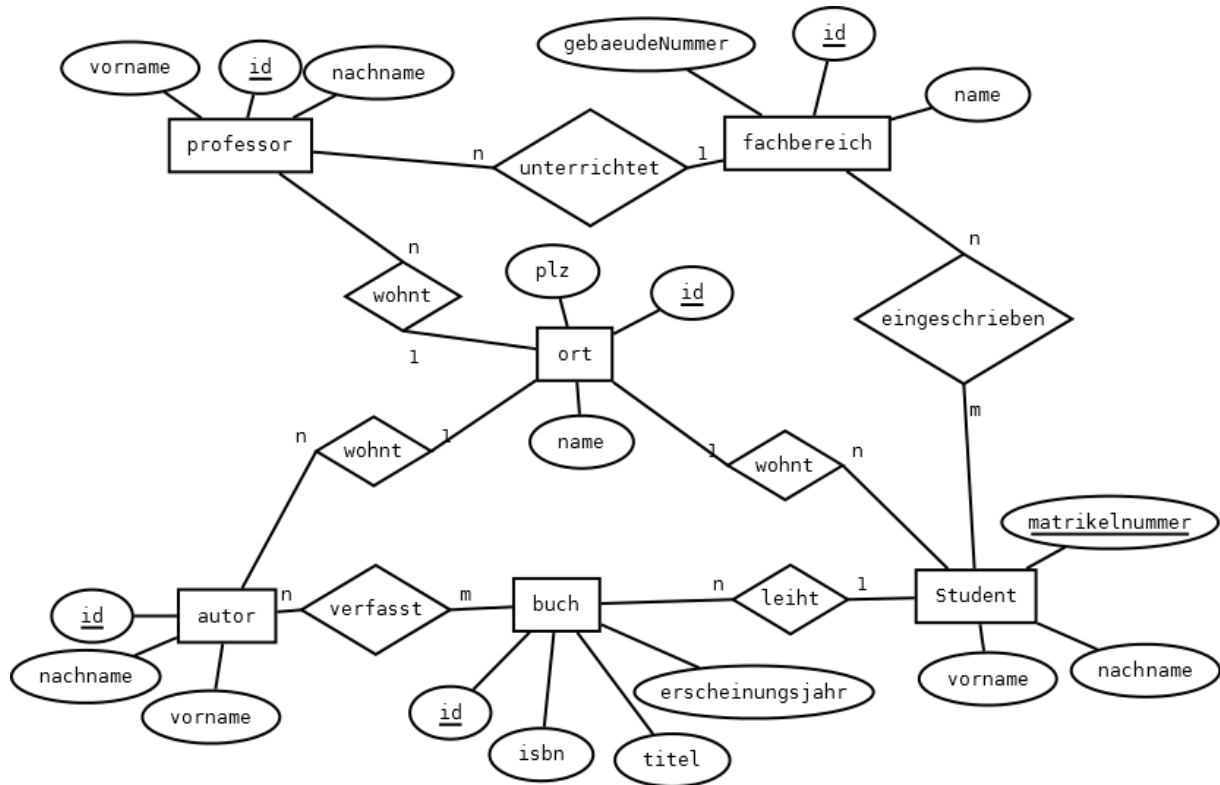 gebaeudeNummer
id
vorname
id
nachname
name
professor
n
unterrichtet
1
fachbereich
n
wohnt
1
plz
id
ort
name
n
eingeschrieben
m
n
wohnt
1
1
wohnt
n
matrikelnummer
id
autor
n
verfasst
m
buch
n
leiht
1
Student
nachname
vorname
id
isbn
titel
erscheinungsjahr
vorname
nachname